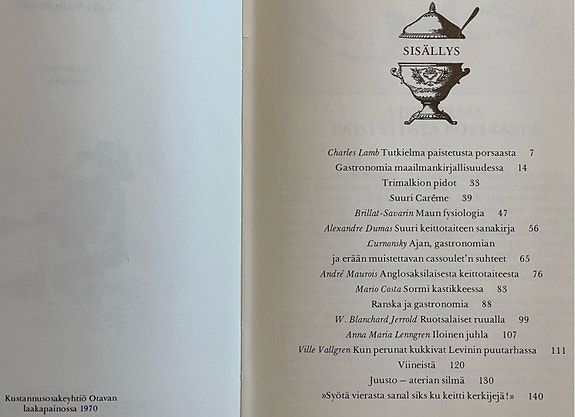 SISÄLLYS
Charles Lamb Tutkielma paistetusta porsaasta 7
Gastronomia maailmankirjallisuudessa 14
Trimalkion pidot 33
Suuri Carême 39
Brillat-Savarin Maun fysiologia 47
Alexandre Dumas Suuri keittotaiteen sanakirja 56
Curnonsky Ajan, gastronomian
ja erään muistettavan cassoulet'n suhteet 65
André Maurois Anglosaksilaisesta keittotaiteesta 76
Mario Costa Sormi kastikkeessa 83
Ranska ja gastronomia 88
W. Blanchard Jerrold Ruotsalaiset ruualla 99
Anna Maria Lenngren Iloinen juhla 107
Ville Vallgren Kun perunat kukkivat Levinin puutarhassa 111
Viineistä 120
Juusto – aterian silmä 130
»Syötä vierasta sanal siks ku keitti kerkijejä!» 140
Kustannusosakeyhtiö Otavan
laakapainossa 1970